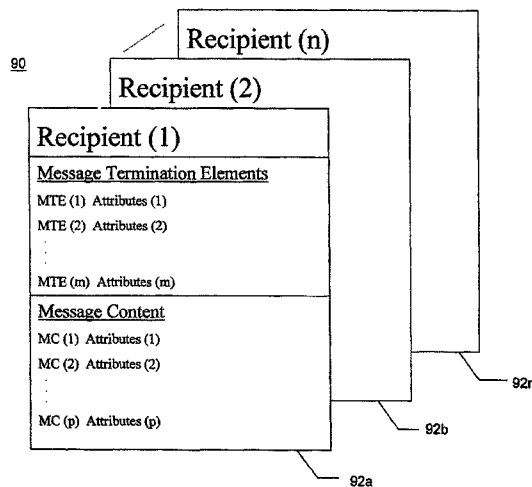 Recipient (n)
90
Recipient (2)
Recipient (1)
Message Termination Elements
MTE (1) Attributes (1)
MTE (2) Attributes (2)
MTE (m) Attributes (m)
Message Content
MC (1) Attributes (1)
MC (2) Attributes (2)
MC (p) Attributes (p)
92n
92b
92a